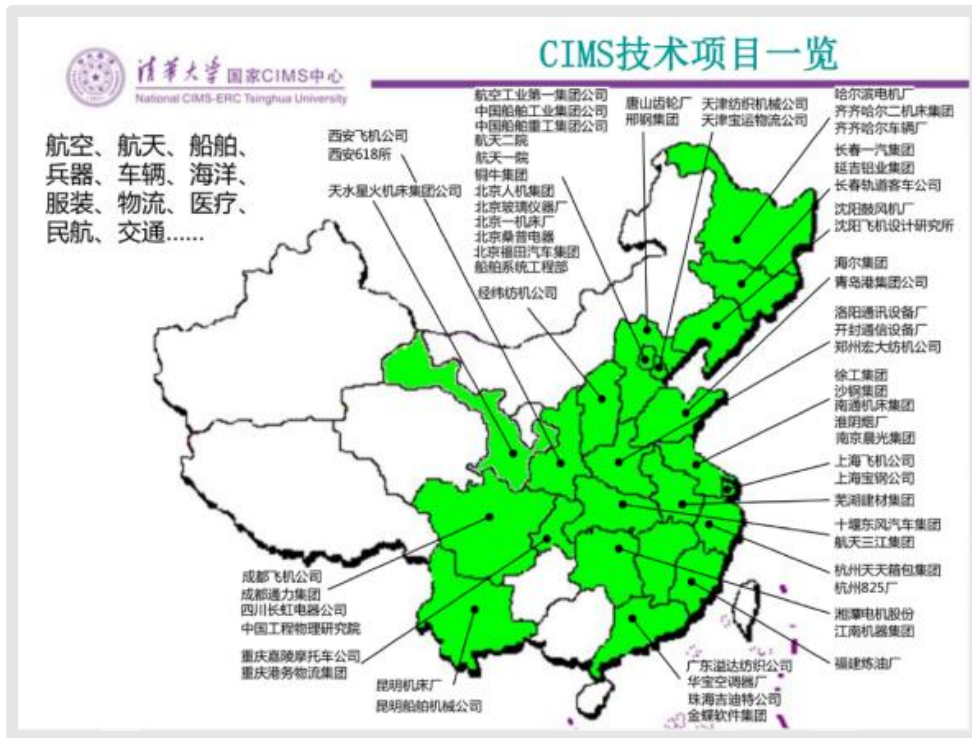 CIMS技术项目一览
清华大学 国家CIMS中心
National CIMS-ERC Tsinghua University
航空、航天、船舶、
兵器、车辆、海洋、
服装、物流、医疗、
民航、交通......
西安飞机公司
西安618所
天水星火机床集团公司
航空工业第一集团公司
中国船舶工业集团公司
中国船舶重工集团公司
航天二院
航天一院
铜牛集团
北京人机集团
北京玻璃仪器厂
北京一机床厂
北京桑普电器
北京福田汽车集团
船舶系统工程部
经纬纺机公司
唐山齿轮厂
邢钢集团
天津纺织机械公司
天津宝运物流公司
哈尔滨电机厂
齐齐哈尔二机床集团
齐齐哈尔车辆厂
长春一汽集团
延吉铝业集团
长春轨道客车公司
沈阳鼓风机厂
沈阳飞机设计研究所
海尔集团
青岛港集团公司
洛阳通讯设备厂
开封通信设备厂
郑州宏大纺机公司
徐工集团
沙钢集团
南通机床集团
淮阴烟厂
南京晨光集团
上海飞机公司
上海宝钢公司
芜湖建材集团
十堰东风汽车集团
航天三江集团
杭州天天箱包集团
杭州825厂
湘潭电机股份
江南机器集团
福建炼油厂
成都飞机公司
成都通力集团
四川长虹电器公司
中国工程物理研究院
重庆嘉陵摩托车公司
重庆港务物流集团
昆明机床厂
昆明船舶机械公司
广东溢达纺织公司
华宝空调器厂
珠海吉迪特公司
金蝶软件集团